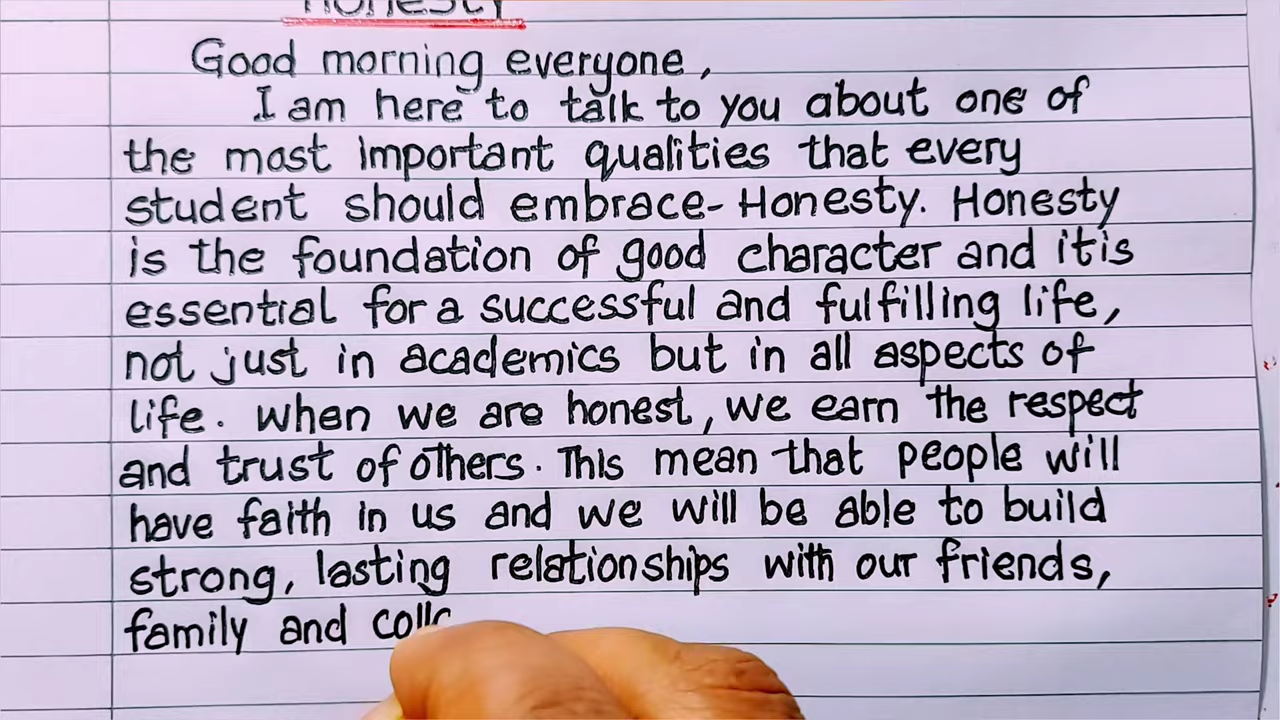 Honesty
Good morning everyone,
I am here to talk to you about one of
the most important qualities that every
student should embrace- Honesty. Honesty
is the foundation of good character and it is
essential for a successful and fulfilling life,
not just in academics but in all aspects of
life. When we are honest, we earn the respect
and trust of others. This mean that people will
have faith in us and we will be able to build
strong, lasting relationships with our friends,
family and